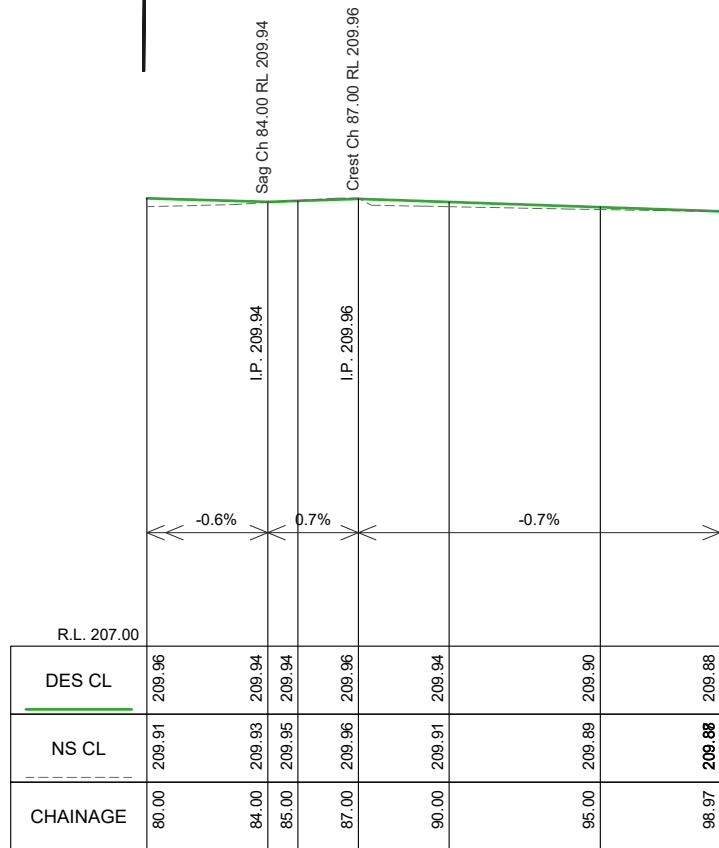 Sag Ch 84.00 RL 209.94
Crest Ch 87.00 RL 209.96
I.P. 209.94
I.P. 209.96
-0.6% 0.7% -0.7%
R.L. 207.00
DES CL 209.96 209.94 209.94 209.96 209.94 209.90 209.88
NS CL 209.91 209.93 209.95 209.96 209.91 209.89
CHAINAGE 80.00 84.00 85.00 87.00 90.00 95.00 98.97